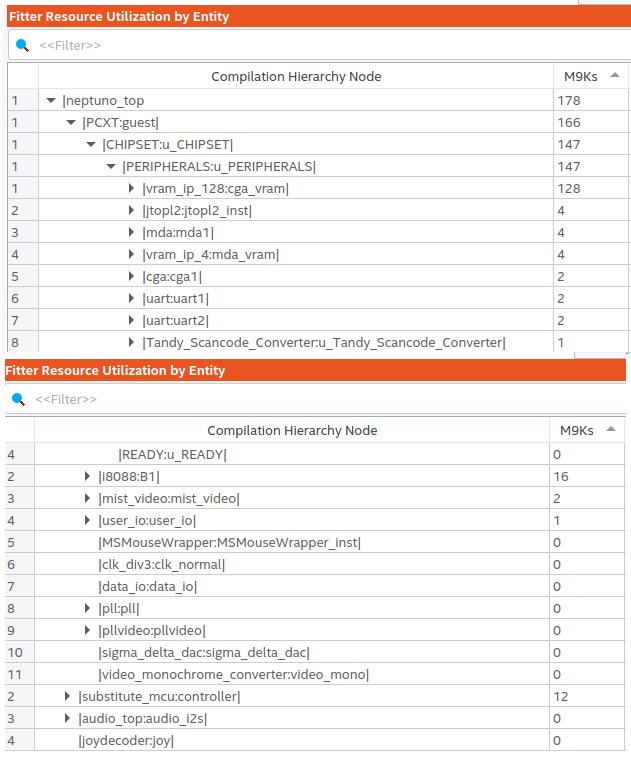 Fitter Resource Utilization by Entity
<<Filter>>
Compilation Hierarchy Node M9Ks
1 |neptuno_top 178
1 |PCXT:guest| 166
1 |CHIPSET:u_CHIPSET| 147
1 |PERIPHERALS:u_PERIPHERALS| 147
1 |vram_ip_128:cga_vram| 128
2 |jtopl2:jtopl2_inst| 4
3 |mda:mda1| 4
4 |vram_ip_4:mda_vram| 4
5 |cga:cga1| 2
6 |uart:uart1| 2
7 |uart:uart2| 2
8 |Tandy_Scancode_Converter:u_Tandy_Scancode_Converter| 1
Fitter Resource Utilization by Entity
<<Filter>>
Compilation Hierarchy Node M9Ks
4 |READY:u_READY| 0
2 |i8088:B1| 16
3 |mist_video:mist_video| 2
4 |user_io:user_io| 1
5 |MSMouseWrapper:MSMouseWrapper_inst| 0
6 |clk_div3:clk_normal| 0
7 |data_io:data_io| 0
8 |pll:pll| 0
9 |pllvideo:pllvideo| 0
10 |sigma_delta_dac:sigma_delta_dac| 0
11 |video_monochrome_converter:video_mono| 0
2 |substitute_mcu:controller| 12
3 |audio_top:audio_i2s| 0
4 |joydecoder:joy| 0